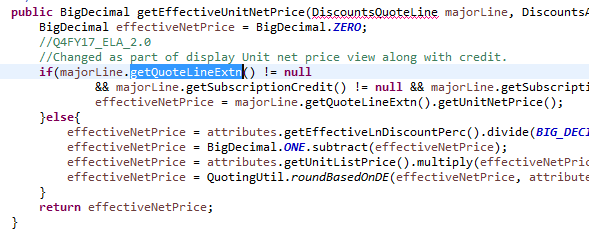 public BigDecimal getEffectiveUnitNetPrice(DiscountsQuoteLine majorLine, DiscountsA
BigDecimal effectivePrice = BigDecimal.ZERO;
//Q4FY17_ELA_2.0
//Changed as part of display Unit net price view along with credit.
if(majorLine.getQuoteLineExtn() != null
&& majorLine.getSubscriptionCredit() != null && majorLine.getSubscripti
effectiveNetPrice = majorLine.getQuoteLineExtn().getUnitNetPrice();
}else{
effectiveNetPrice = attributes.getEffectiveLnDiscountPerc().divide(BIG_DECI
effectiveNetPrice = BigDecimal.ONE.subtract(effectiveNetPrice);
effectiveNetPrice = attributes.getUnitListPrice().multiply(effectiveNetPric
effectiveNetPrice = QuotingUtil.roundBasedOnDE(effectiveNetPrice, attribute
}
return effectiveNetPrice;
}